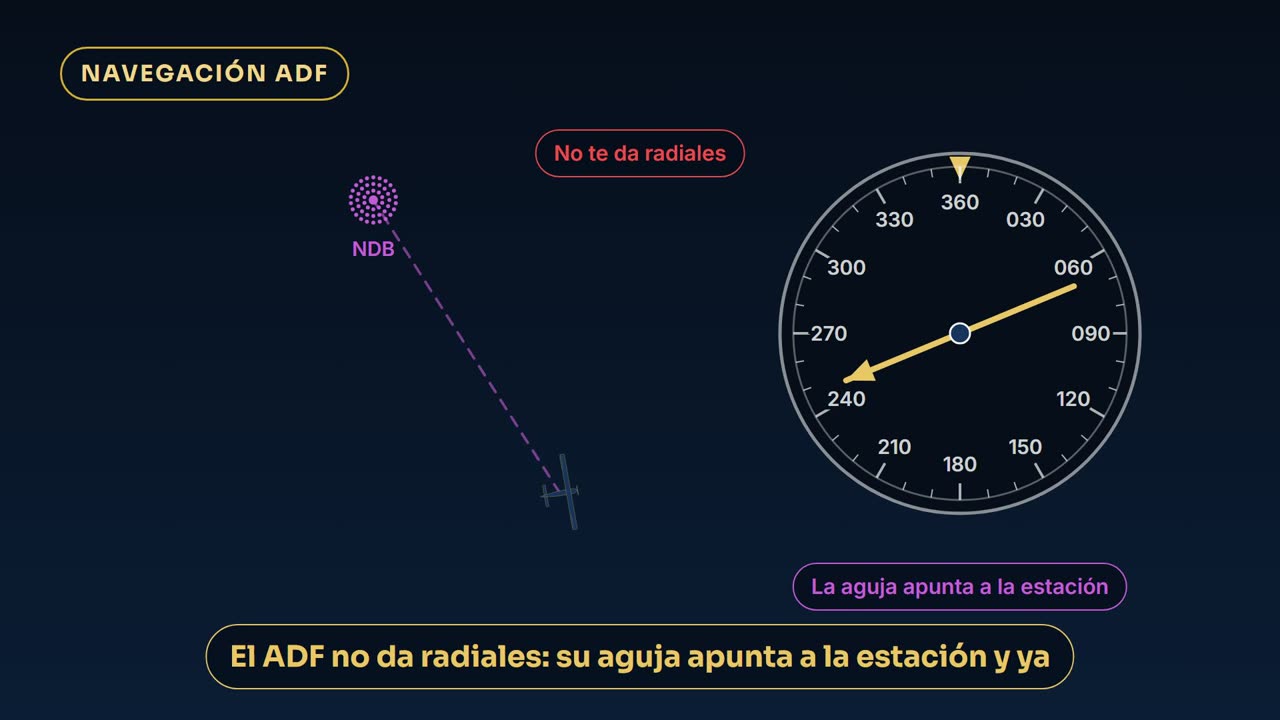 NAVEGACIÓN ADF
No te da radiales
NDB
360
030
060
090
120
150
180
210
240
270
300
330
La aguja apunta a la estación
El ADF no da radiales: su aguja apunta a la estación y ya